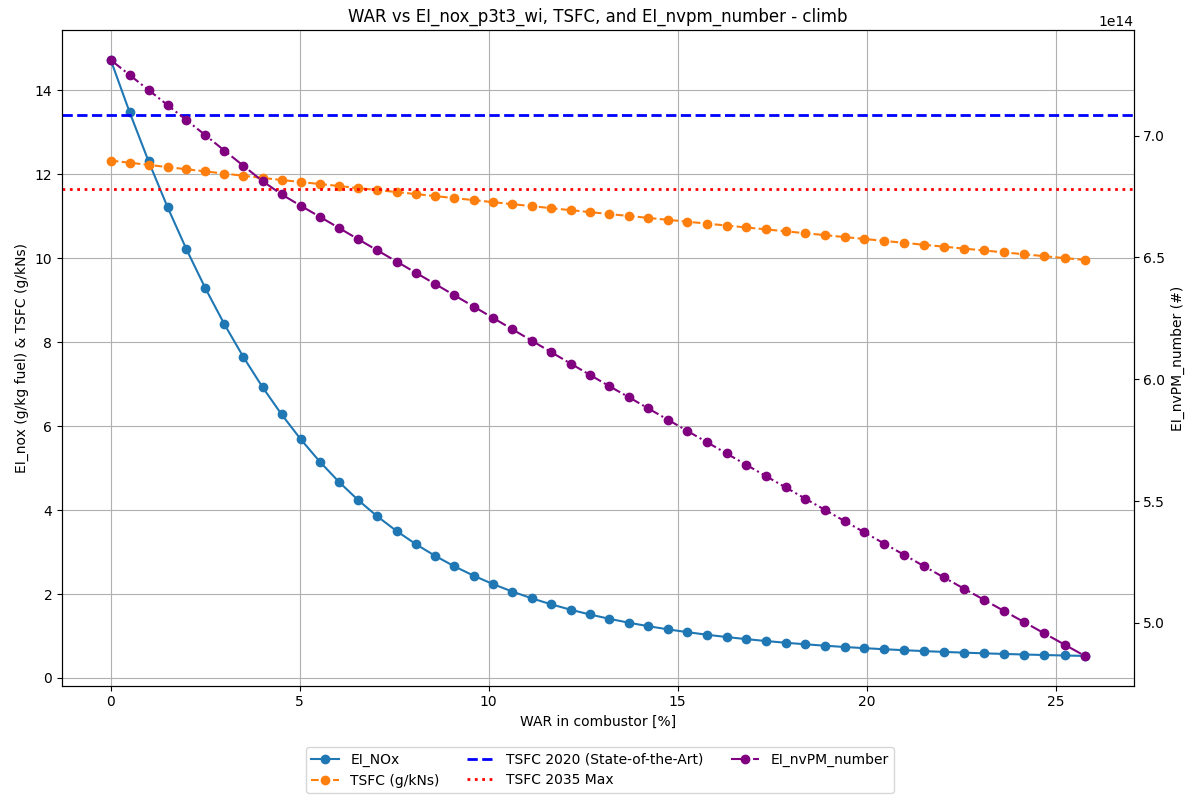 WAR vs EI_nox_p3t3_wi, TSFC, and EI_nvpm_number - climb
1e14
EI_nox (g/kg fuel) & TSFC (g/kNs)
14
12
10
8
6
4
2
0
7.0
6.5
6.0
5.5
5.0
EI_nvPM_number (#)
0
5
10
15
20
25
WAR in combustor [%]
EI_NOx
TSFC (g/kNs)
TSFC 2020 (State-of-the-Art)
TSFC 2035 Max
EI_nvPM_number